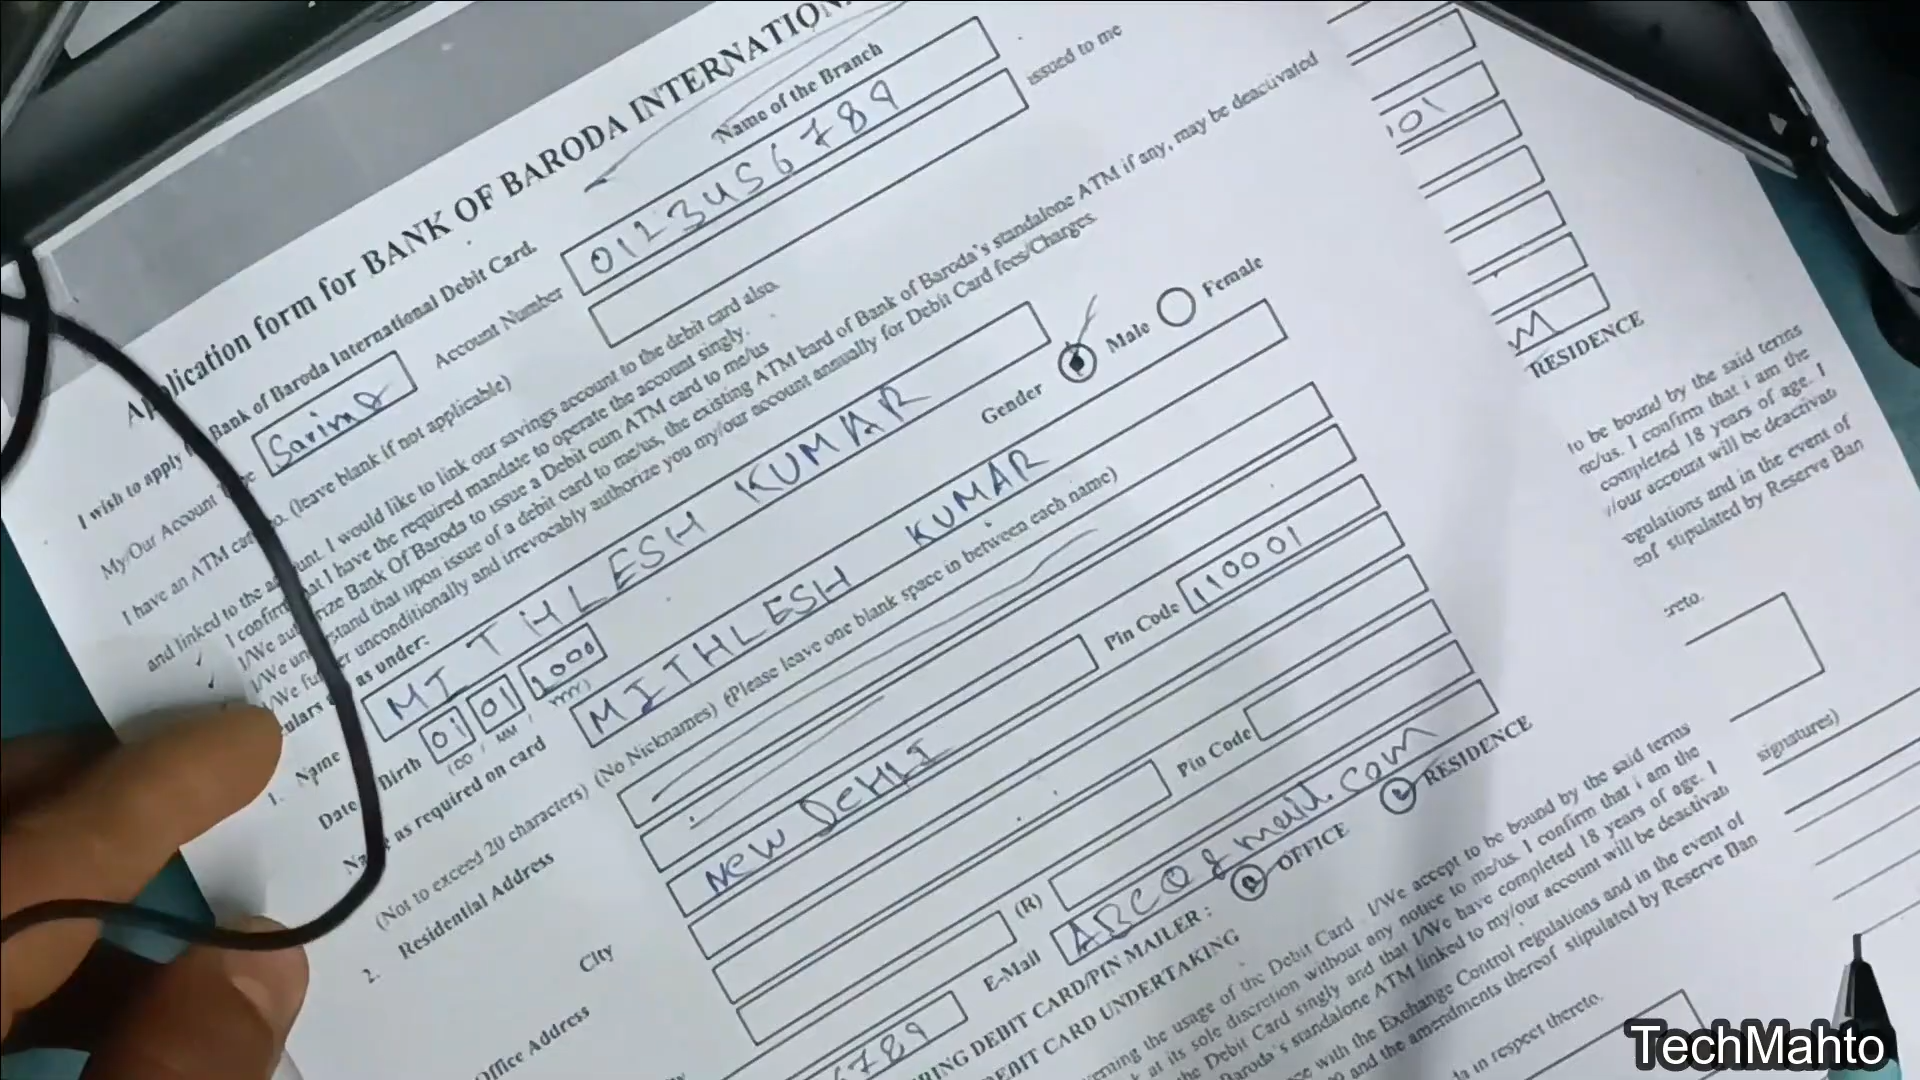 Application form for BANK OF BARODA INTERNATION
Name of the Branch
I wish to apply Bank of Baroda International Debit Card.
My/Our Account Type Saving Account Number 0123456789
I have an ATM (leave blank if not applicable) issued to me
and linked to the account. I would like to link our savings account to the debit card also.
I confirm that I have the required mandate to operate the account singly.
I/We authorize Bank Of Baroda to issue a Debit cum ATM card to me/us
I/We understand that upon issue of a debit card to me/us, the existing ATM card of Bank of Baroda's standalone ATM if any, may be deactivated
I/We further unconditionally and irrevocably authorize you my/our account annually for Debit Card fees/Charges.
as under:
1. Name MITHLESH KUMAR Gender Male Female
Date Birth 01 01 2000
(DD MM YYYY)
Name as required on card MITHLESH KUMAR
(Not to exceed 20 characters) (No Nicknames) (Please leave one blank space in between each name)
2. Residential Address
City NEW DELHI Pin Code 110001
Office Address
Pin Code
(R)
6789 E-Mail ABC@gmail.com
RING DEBIT CARD/PIN MAILER : OFFICE RESIDENCE
DEBIT CARD UNDERTAKING
erning the usage of the Debit Card . I/We accept to be bound by the said terms
k at its sole discretion without any notice to me/us. I confirm that i am the
the Debit Card singly and that I/We have completed 18 years of age. I
Baroda's standalone ATM linked to my/our account will be deactivat
e with the Exchange Control regulations and in the event of
and the amendments thereof stipulated by Reserve Ban
in respect thereto.
01
M
RESIDENCE
to be bound by the said terms
me/us. I confirm that i am the
completed 18 years of age. I
y/our account will be deactivat
egulations and in the event of
eof stipulated by Reserve Ban
reto.
signatures)
TechMahto